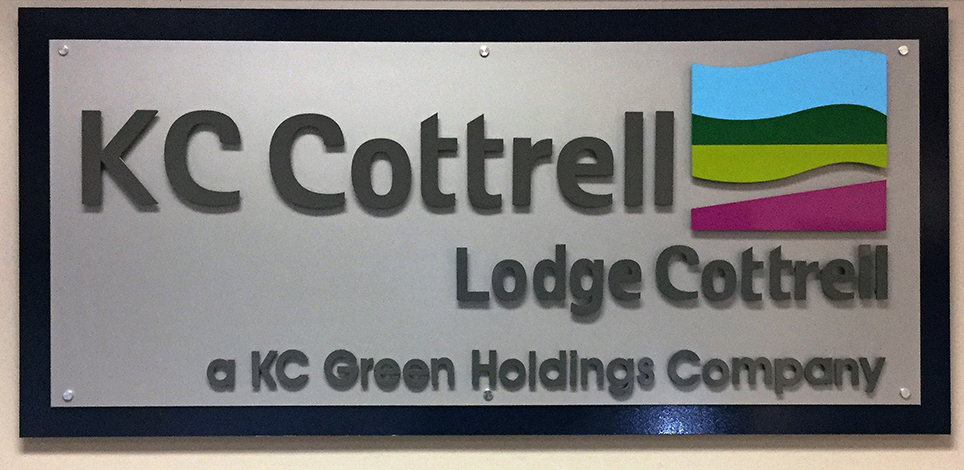 KC Cottrell
Lodge Cottrell
a KC Green Holdings Company